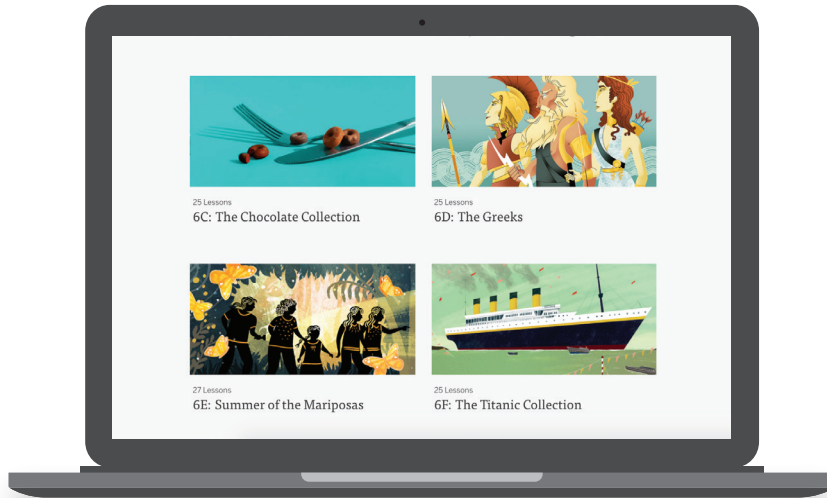 25 Lessons
6C: The Chocolate Collection
25 Lessons
6D: The Greeks
27 Lessons
6E: Summer of the Mariposas
25 Lessons
6F: The Titanic Collection